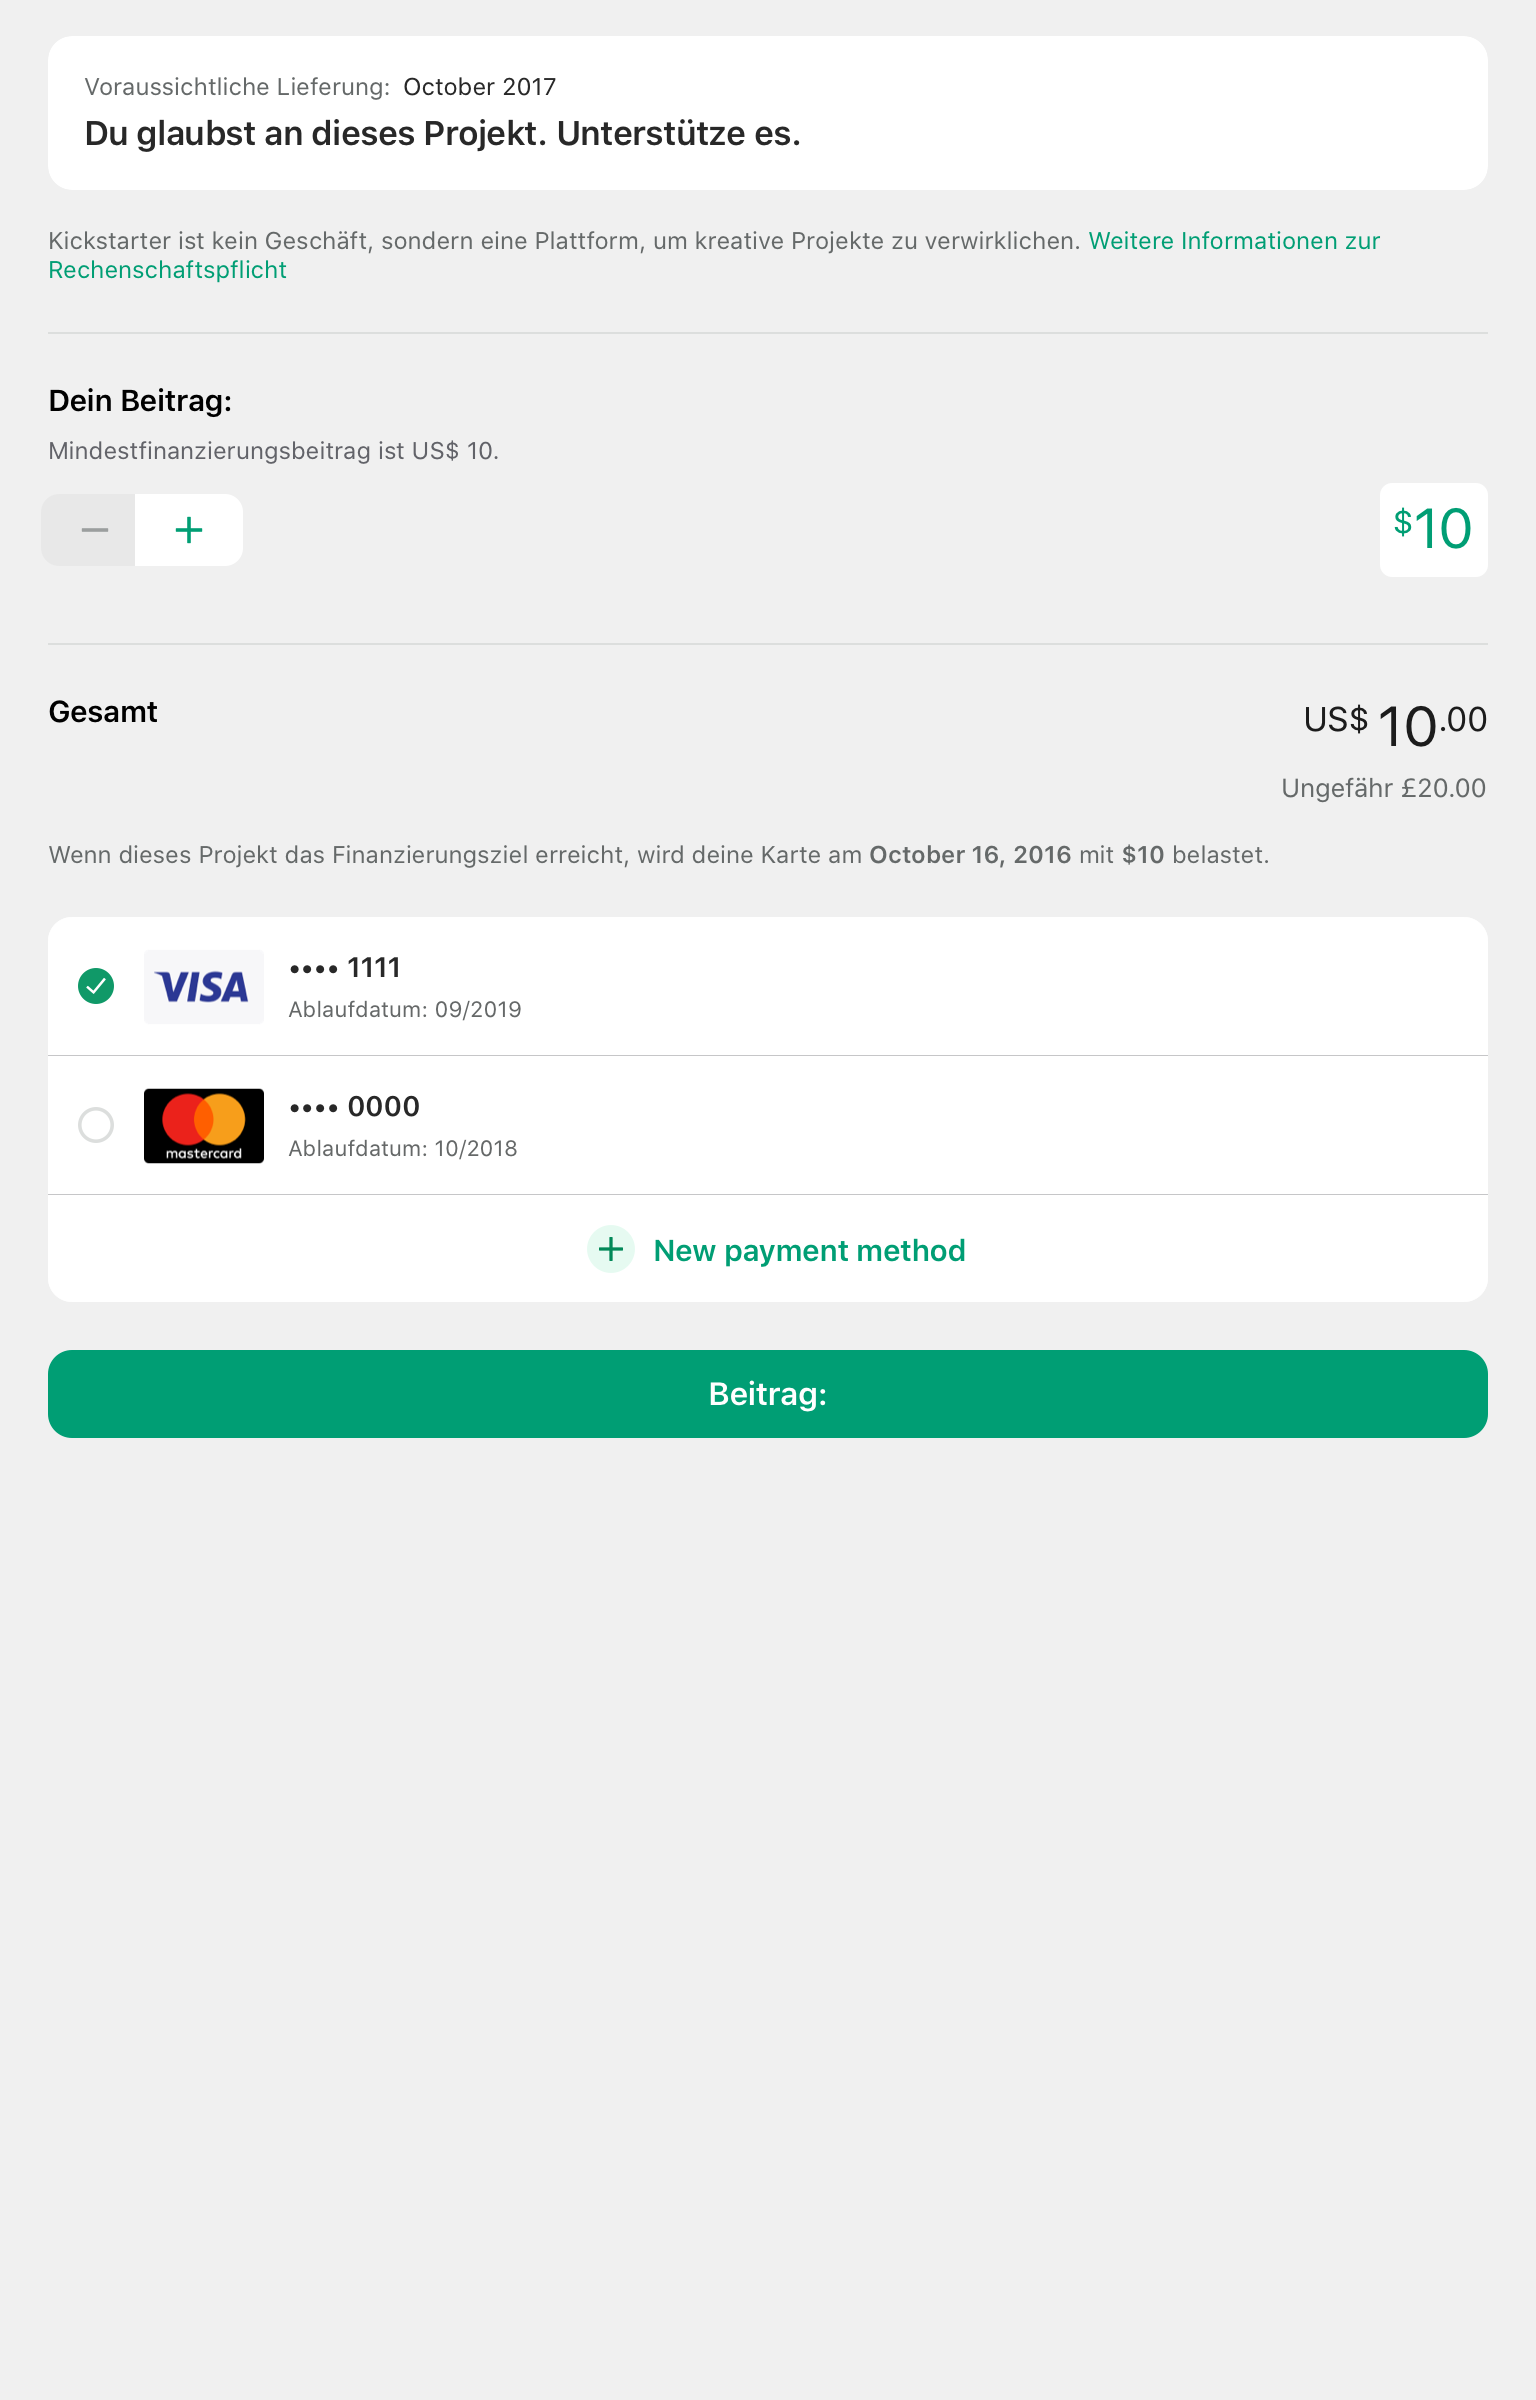 Voraussichtliche Lieferung: October 2017
Du glaubst an dieses Projekt. Unterstütze es.
Kickstarter ist kein Geschäft, sondern eine Plattform, um kreative Projekte zu verwirklichen. Weitere Informationen zur
Rechenschaftspflicht
Dein Beitrag:
Mindestfinanzierungsbeitrag ist US$ 10.
$10
Gesamt
US$ 10.00
Ungefähr £20.00
Wenn dieses Projekt das Finanzierungsziel erreicht, wird deine Karte am October 16, 2016 mit $10 belastet.
VISA
•••• 1111
Ablaufdatum: 09/2019
mastercard
•••• 0000
Ablaufdatum: 10/2018
New payment method
Beitrag: